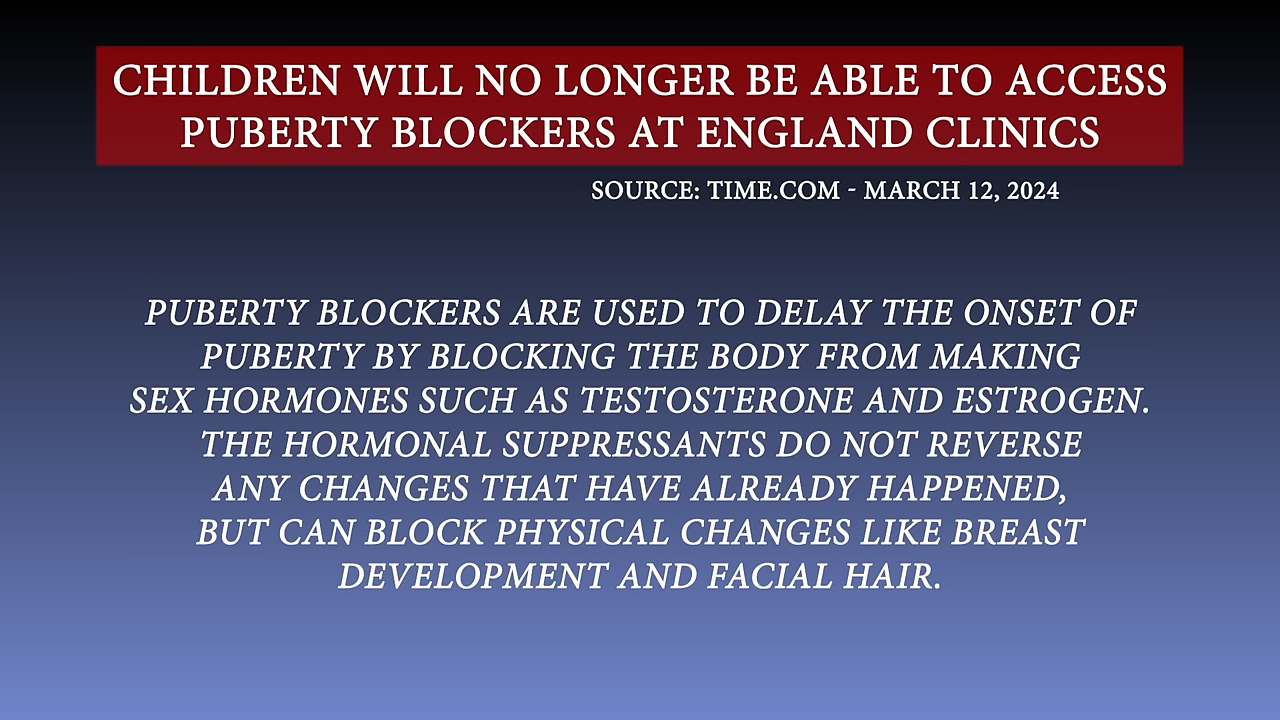 CHILDREN WILL NO LONGER BE ABLE TO ACCESS
PUBERTY BLOCKERS AT ENGLAND CLINICS
SOURCE: TIME.COM - MARCH 12, 2024
PUBERTY BLOCKERS ARE USED TO DELAY THE ONSET OF
PUBERTY BY BLOCKING THE BODY FROM MAKING
SEX HORMONES SUCH AS TESTOSTERONE AND ESTROGEN.
THE HORMONAL SUPPRESSANTS DO NOT REVERSE
ANY CHANGES THAT HAVE ALREADY HAPPENED,
BUT CAN BLOCK PHYSICAL CHANGES LIKE BREAST
DEVELOPMENT AND FACIAL HAIR.